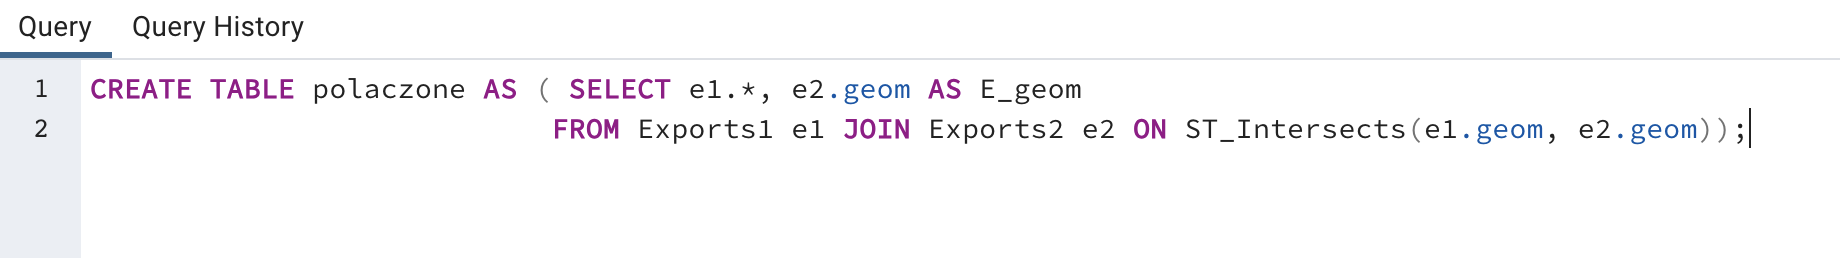 Query Query History
1 CREATE TABLE polaczone AS ( SELECT e1.*, e2.geom AS E_geom
2 FROM Exports1 e1 JOIN Exports2 e2 ON ST_Intersects(e1.geom, e2.geom));